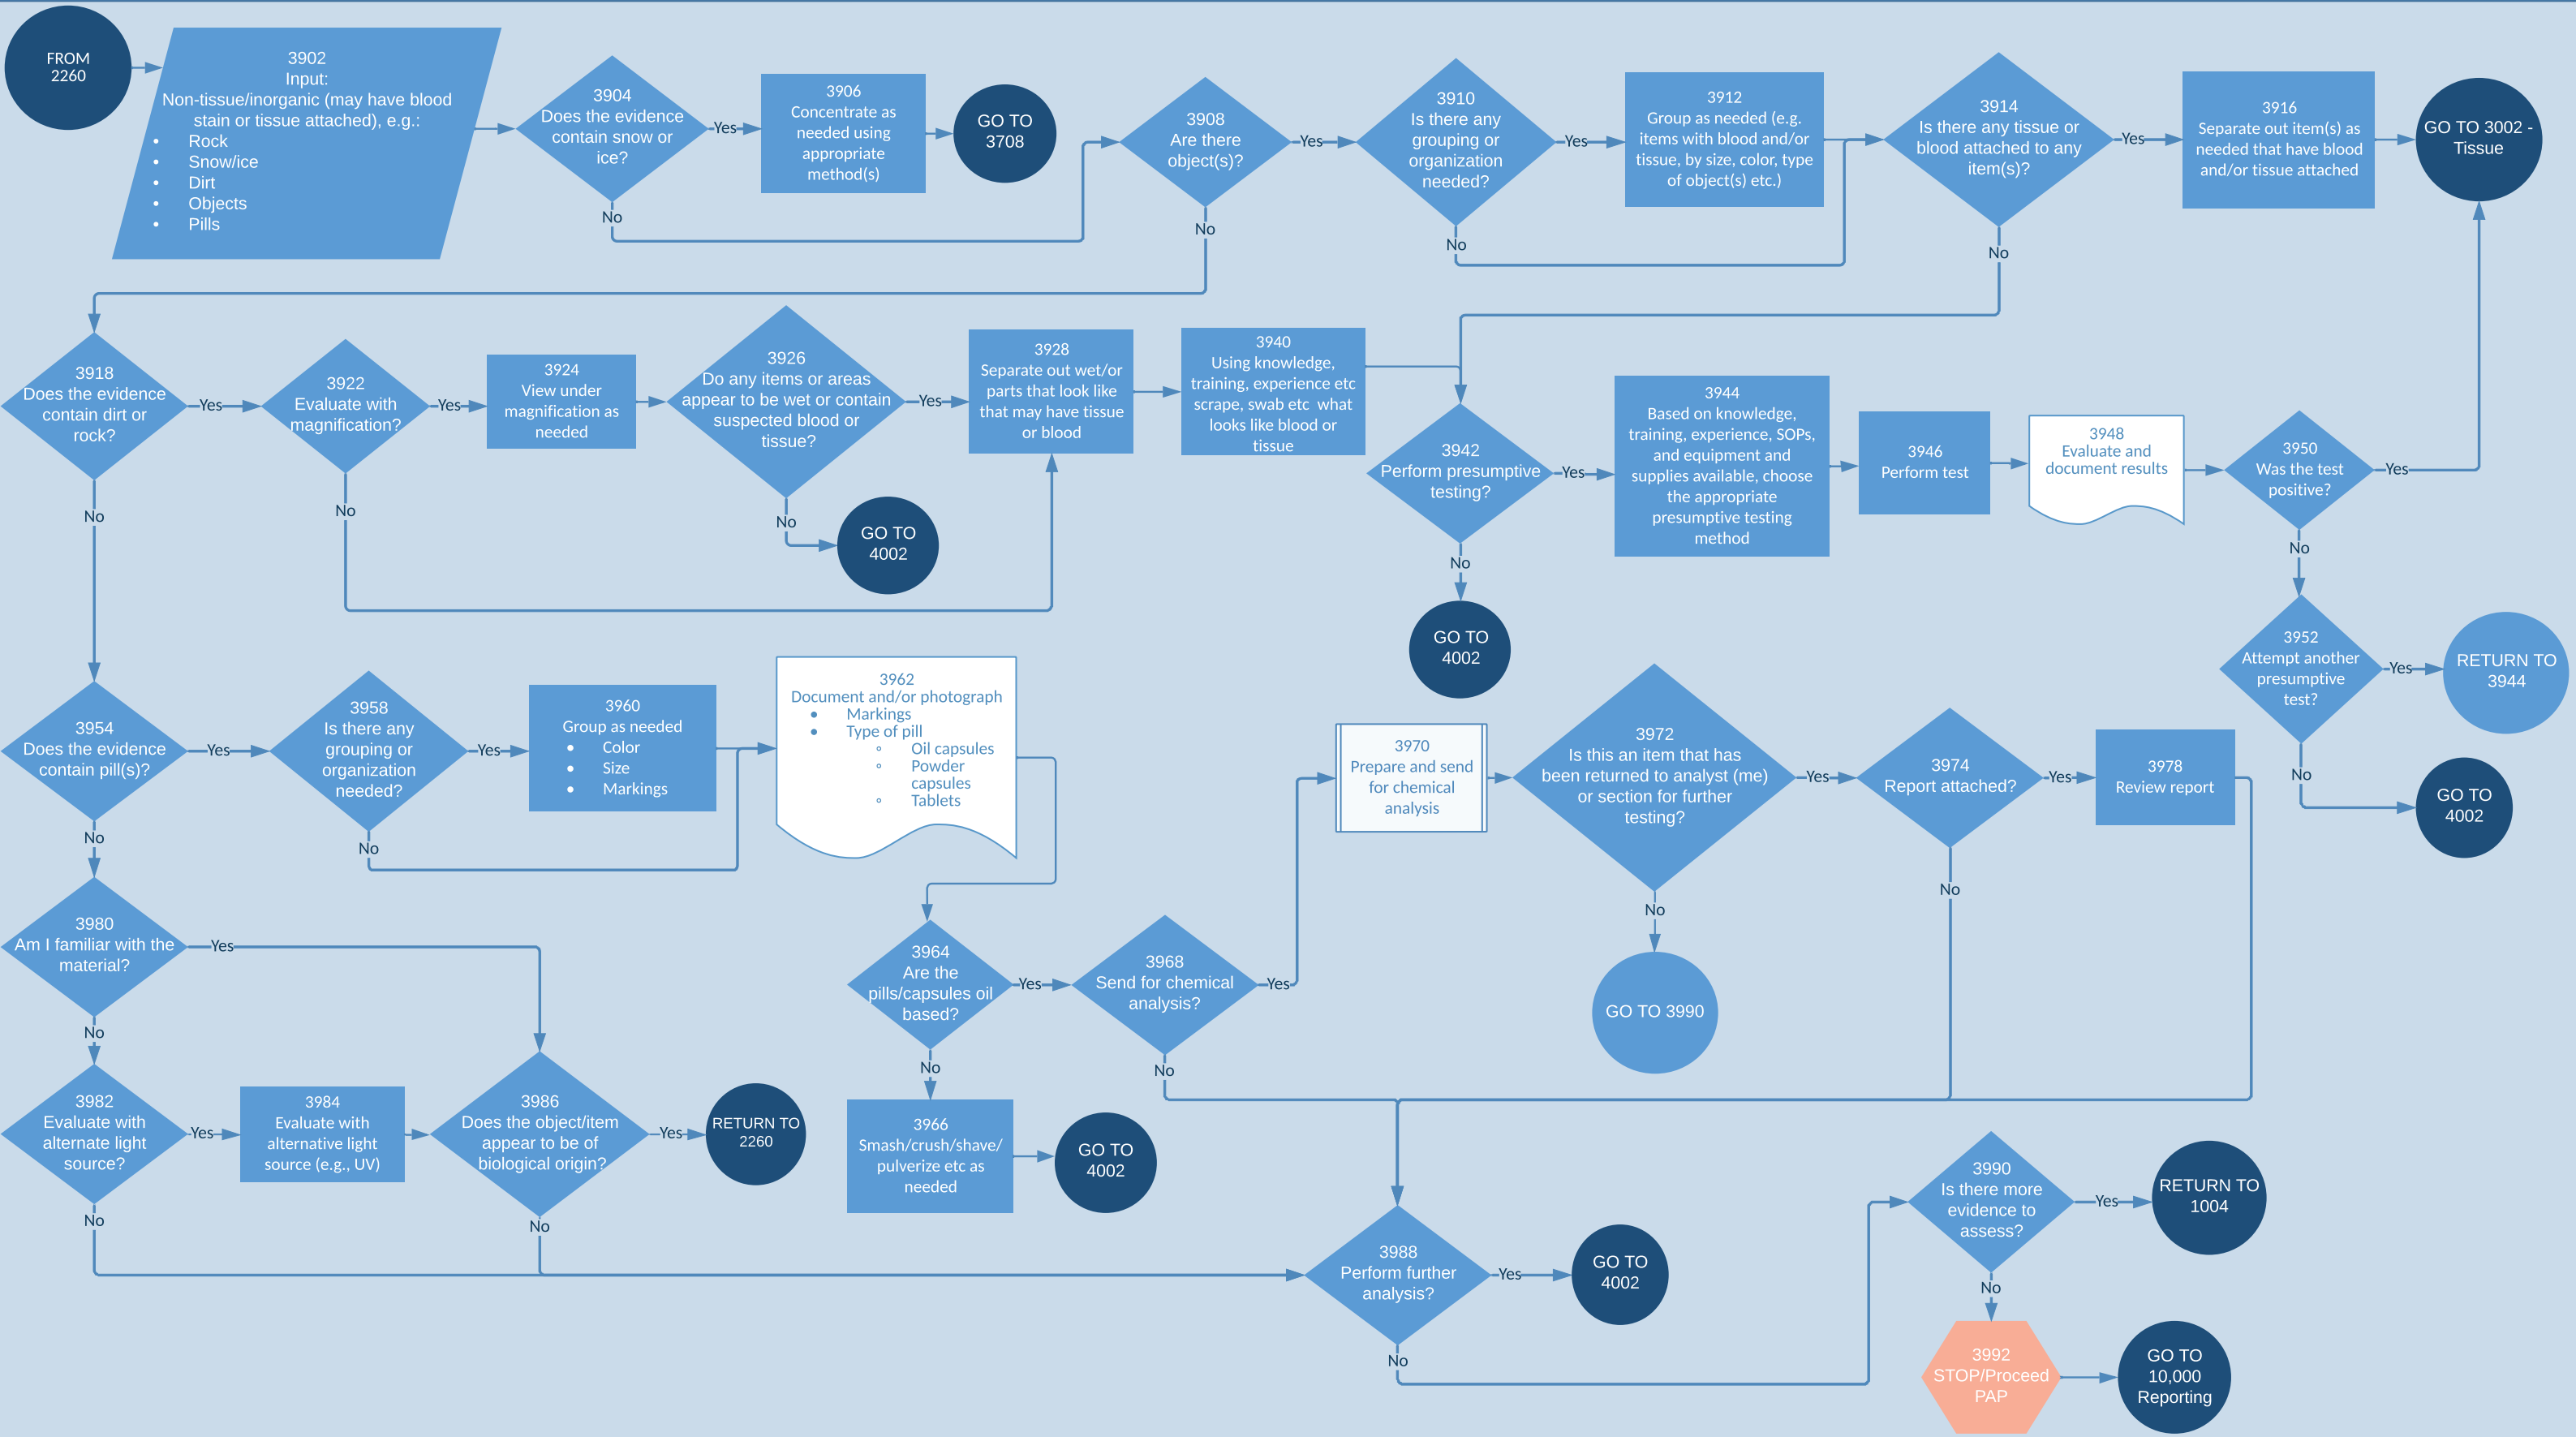 FROM
2260
3902
Input:
Non-tissue/inorganic (may have blood
stain or tissue attached), e.g.:
• Rock
• Snow/ice
• Dirt
• Objects
• Pills
3904
Does the evidence
contain snow or
ice?
Yes
No
3906
Concentrate as
needed using
appropriate
method(s)
GO TO
3708
3908
Are there
object(s)?
Yes
No
3910
Is there any
grouping or
organization
needed?
Yes
No
3912
Group as needed (e.g.
items with blood and/or
tissue, by size, color, type
of object(s) etc.)
3914
Is there any tissue or
blood attached to any
item(s)?
Yes
No
3916
Separate out item(s) as
needed that have blood
and/or tissue attached
GO TO 3002 -
Tissue
3918
Does the evidence
contain dirt or
rock?
Yes
No
3922
Evaluate with
magnification?
Yes
No
3924
View under
magnification as
needed
3926
Do any items or areas
appear to be wet or contain
suspected blood or
tissue?
Yes
No
GO TO
4002
3928
Separate out wet/or
parts that look like
that may have tissue
or blood
3940
Using knowledge,
training, experience etc
scrape, swab etc what
looks like blood or
tissue
3942
Perform presumptive
testing?
Yes
No
GO TO
4002
3944
Based on knowledge,
training, experience, SOPs,
and equipment and
supplies available, choose
the appropriate
presumptive testing
method
3946
Perform test
3948
Evaluate and
document results
3950
Was the test
positive?
Yes
No
3952
Attempt another
presumptive
test?
Yes
RETURN TO
3944
No
GO TO
4002
3954
Does the evidence
contain pill(s)?
Yes
No
3958
Is there any
grouping or
organization
needed?
Yes
No
3960
Group as needed
• Color
• Size
• Markings
3962
Document and/or photograph
• Markings
• Type of pill
◦ Oil capsules
◦ Powder
capsules
◦ Tablets
3964
Are the
pills/capsules oil
based?
Yes
No
3966
Smash/crush/shave/
pulverize etc as
needed
GO TO
4002
3968
Send for chemical
analysis?
Yes
No
3970
Prepare and send
for chemical
analysis
3972
Is this an item that has
been returned to analyst (me)
or section for further
testing?
Yes
No
GO TO 3990
3974
Report attached?
Yes
No
3978
Review report
3980
Am I familiar with the
material?
Yes
No
3982
Evaluate with
alternate light
source?
Yes
No
3984
Evaluate with
alternative light
source (e.g., UV)
3986
Does the object/item
appear to be of
biological origin?
Yes
No
RETURN TO
2260
3988
Perform further
analysis?
Yes
No
GO TO
4002
3990
Is there more
evidence to
assess?
Yes
No
RETURN TO
1004
3992
STOP/Proceed
PAP
GO TO
10,000
Reporting